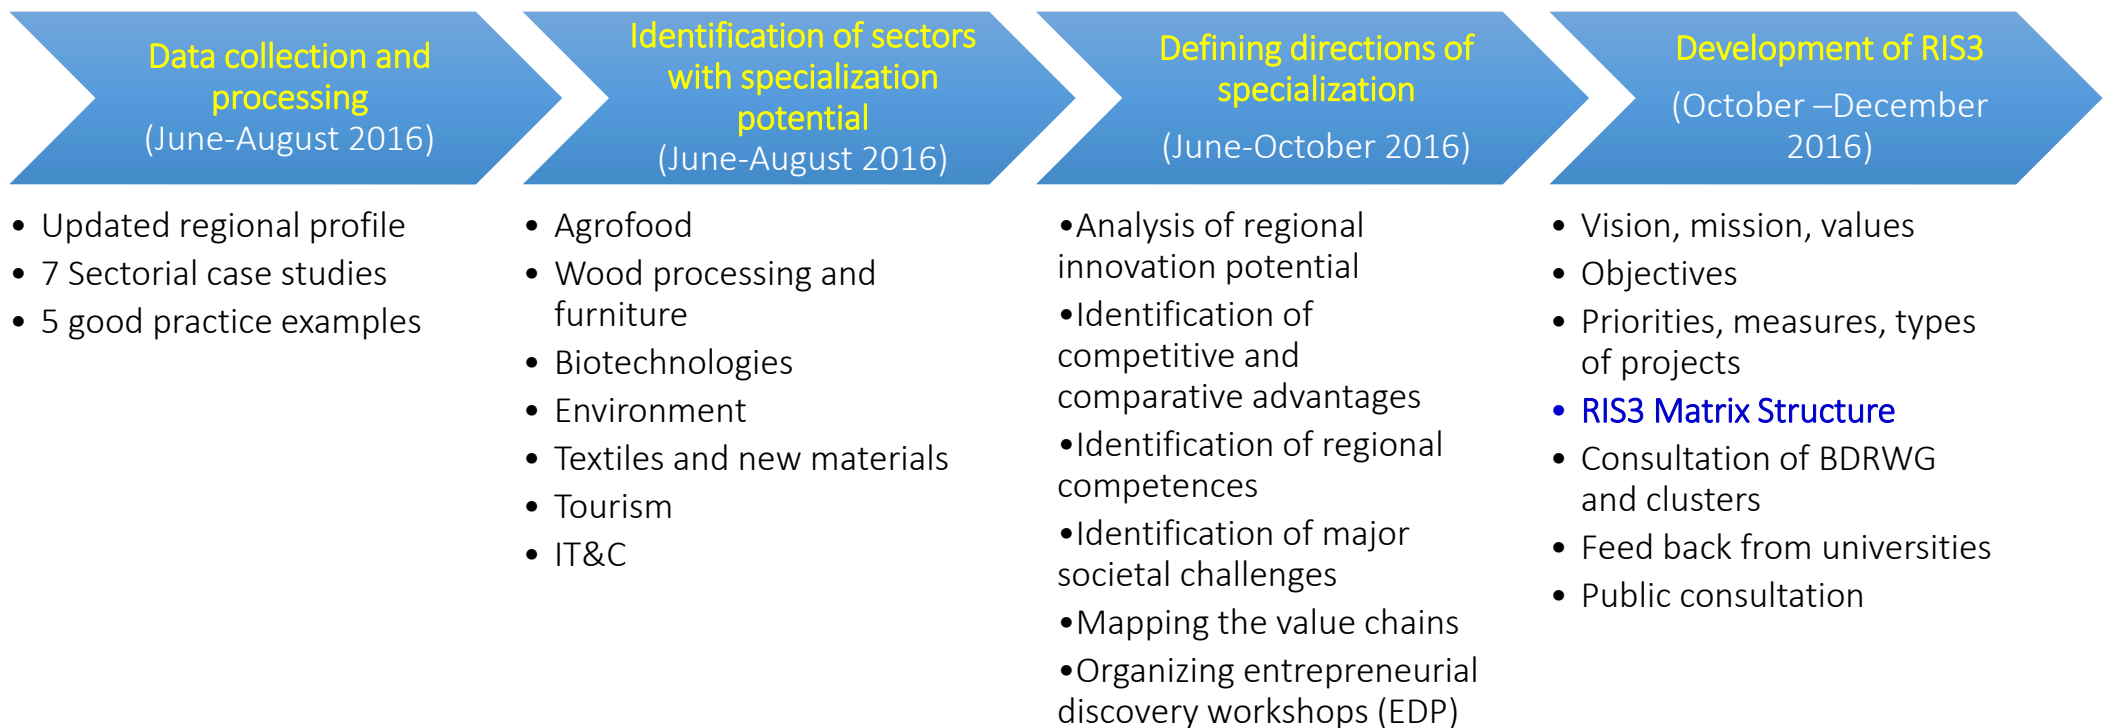 Data collection and
processing
(June-August 2016)
• Updated regional profile
• 7 Sectorial case studies
• 5 good practice examples
Identification of sectors
with specialization
potential
(June-August 2016)
• Agrofood
• Wood processing and
furniture
• Biotechnologies
• Environment
• Textiles and new materials
• Tourism
• IT&C
Defining directions of
specialization
(June-October 2016)
•Analysis of regional
innovation potential
•Identification of
competitive and
comparative advantages
•Identification of regional
competences
•Identification of major
societal challenges
•Mapping the value chains
•Organizing entrepreneurial
discovery workshops (EDP)
Development of RIS3
(October –December
2016)
• Vision, mission, values
• Objectives
• Priorities, measures, types
of projects
• RIS3 Matrix Structure
• Consultation of BDRWG
and clusters
• Feed back from universities
• Public consultation